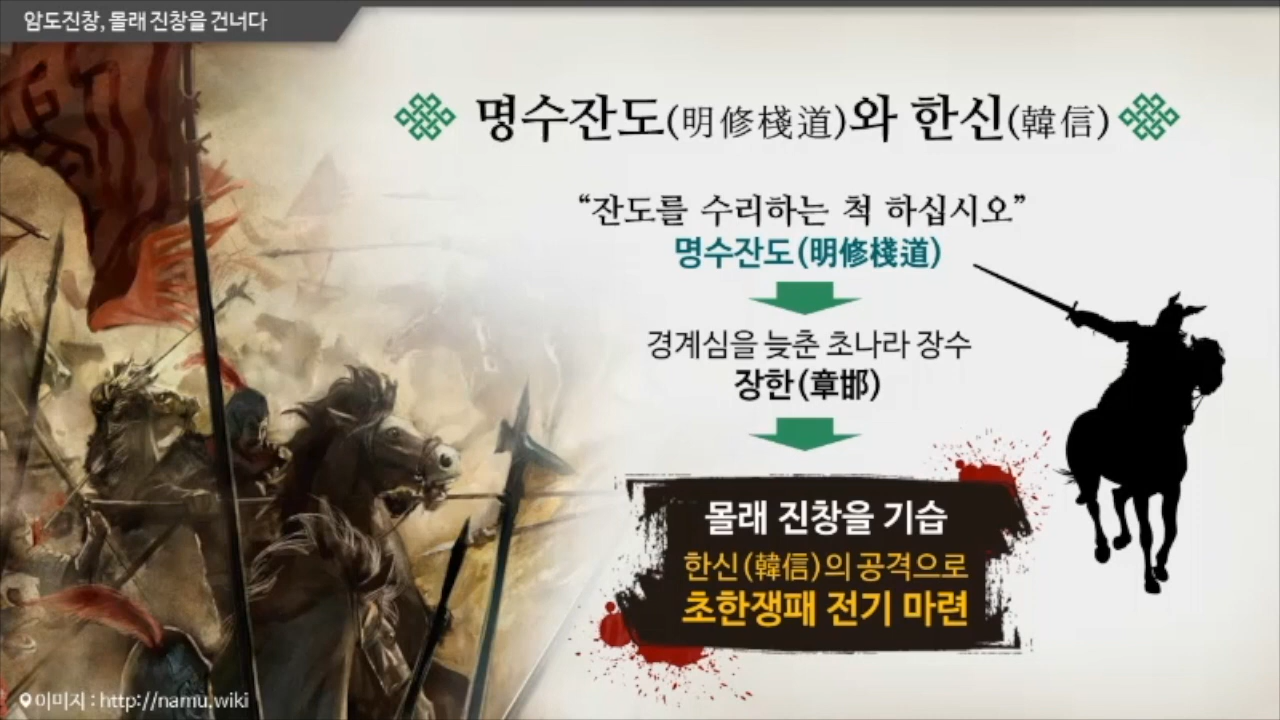 암도진창, 몰래 진창을 건너다
명수잔도(明修棧道)와 한신(韓信)
“잔도를 수리하는 척 하십시오”
명수잔도(明修棧道)
경계심을 늦춘 초나라 장수
장한(章邯)
몰래 진창을 기습
한신(韓信)의 공격으로
초한쟁패 전기 마련
이미지 : http://namu.wiki